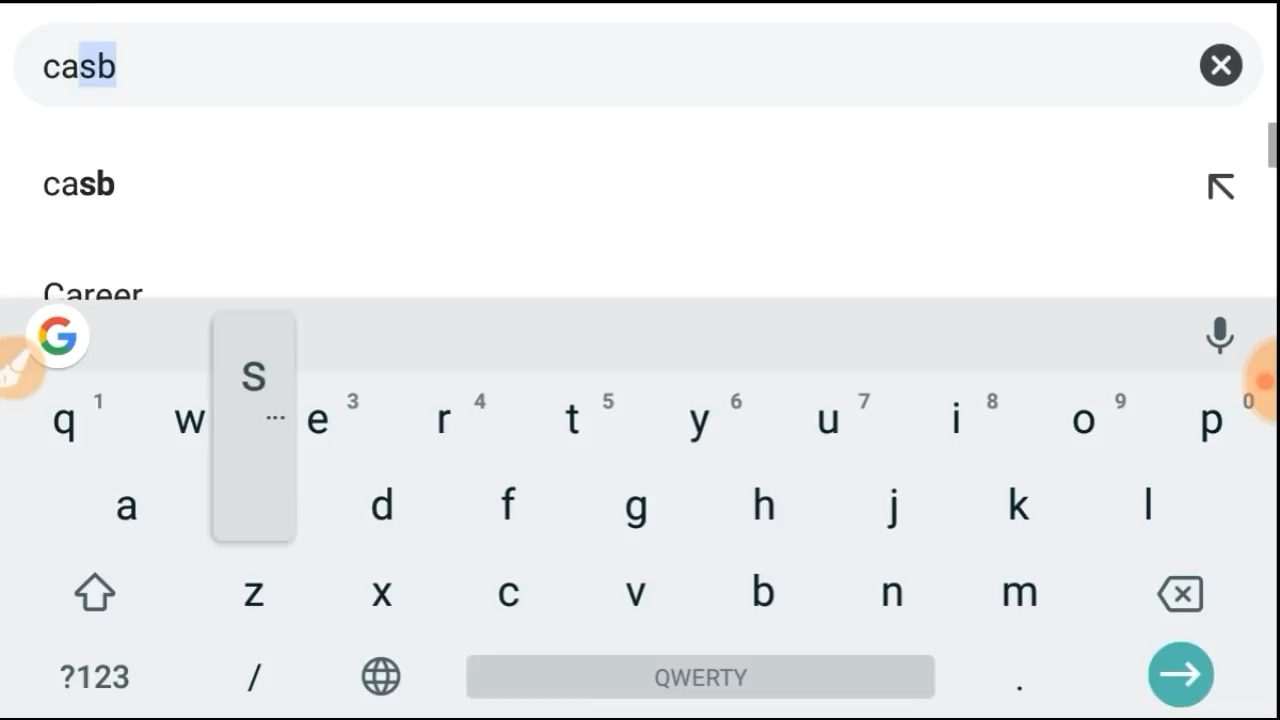 casb
casb
Career
S
q 1 w e 3 r 4 t 5 y 6 u 7 i 8 o 9 p 0
a d f g h j k l
z x c v b n m
?123 / QWERTY .